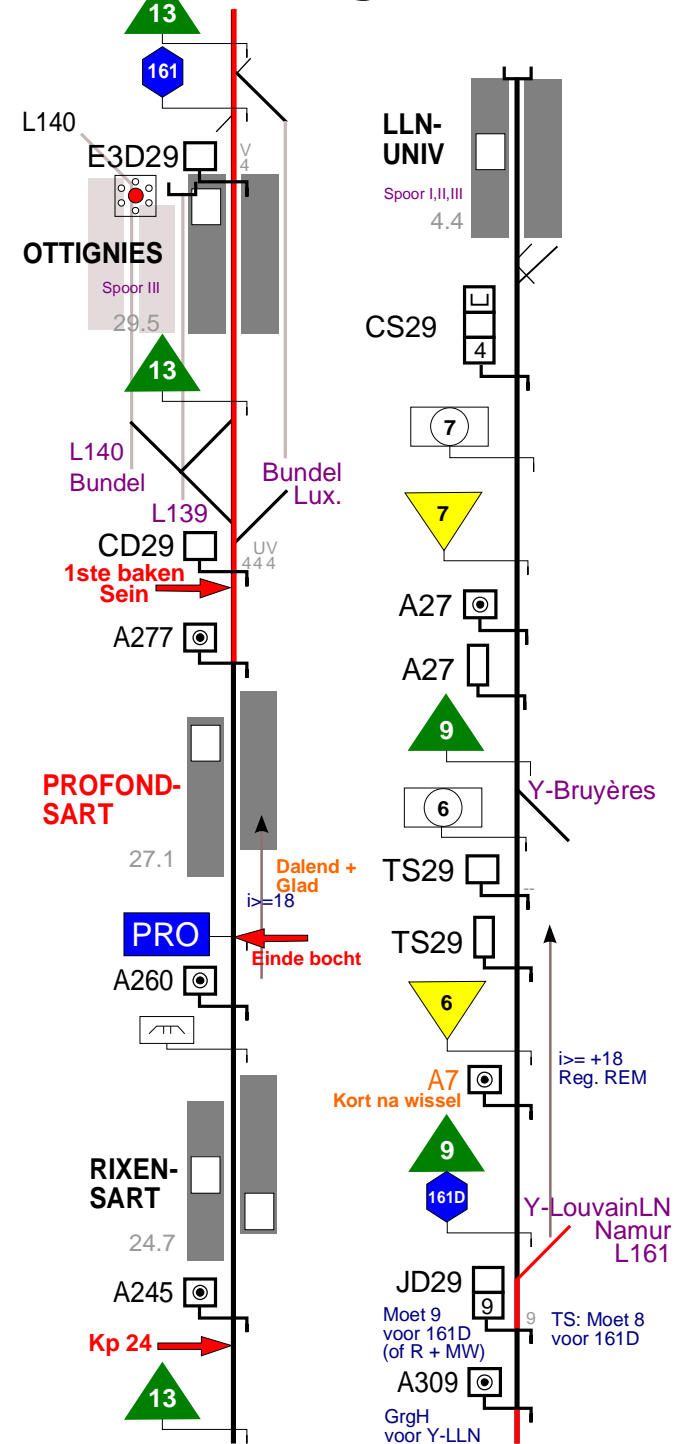 13
161
L140
E3D29
V
4
OTTIGNIES
Spoor III
29.5
13
L140
Bundel
L139
Bundel
Lux.
CD29
UV
444
1ste baken
Sein
A277
PROFOND-
SART
27.1
Dalend +
Glad
i>=18
PRO
Einde bocht
A260
RIXEN-
SART
24.7
A245
Kp 24
13
LLN-
UNIV
Spoor I,II,III
4.4
CS29
4
7
7
A27
A27
9
Y-Bruyères
6
TS29
--
TS29
6
i>= +18
Reg. REM
A7
Kort na wissel
9
161D
Y-LouvainLN
Namur
L161
JD29
9
9
Moet 9
voor 161D
(of R + MW)
TS: Moet 8
voor 161D
A309
GrgH
voor Y-LLN